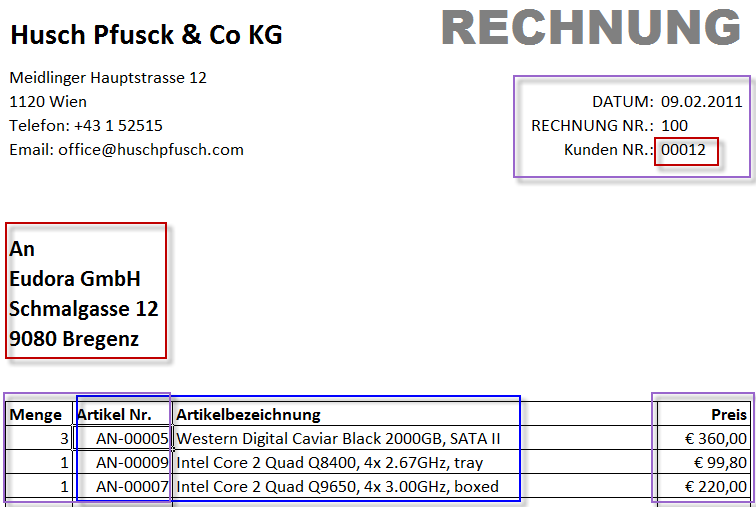 Husch Pfusck & Co KG
RECHNUNG
Meidlinger Hauptstrasse 12
1120 Wien
Telefon: +43 1 52515
Email: office@huschpfusch.com
DATUM: 09.02.2011
RECHNUNG NR.: 100
Kunden NR.: 00012
An
Eudora GmbH
Schmalgasse 12
9080 Bregenz
Menge Artikel Nr. Artikelbezeichnung Preis
3 AN-00005 Western Digital Caviar Black 2000GB, SATA II € 360,00
1 AN-00009 Intel Core 2 Quad Q8400, 4x 2.67GHz, tray € 99,80
1 AN-00007 Intel Core 2 Quad Q9650, 4x 3.00GHz, boxed € 220,00